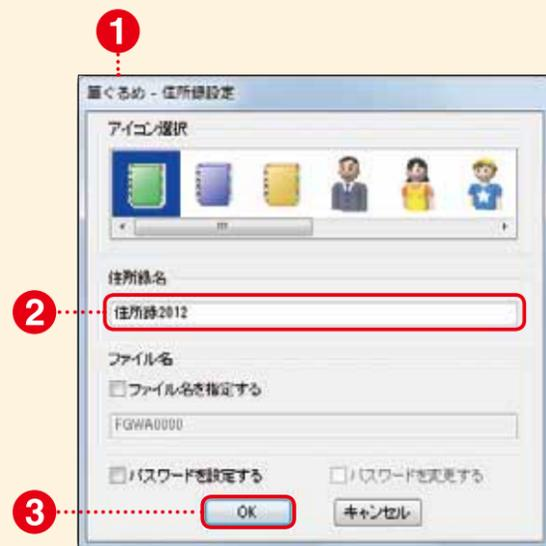 1
筆ぐるめ - 住所録設定
アイコン選択
住所録名
2
住所録2012
ファイル名
ファイル名を指定する
FGWA0000
パスワードを設定する パスワードを変更する
3
OK キャンセル